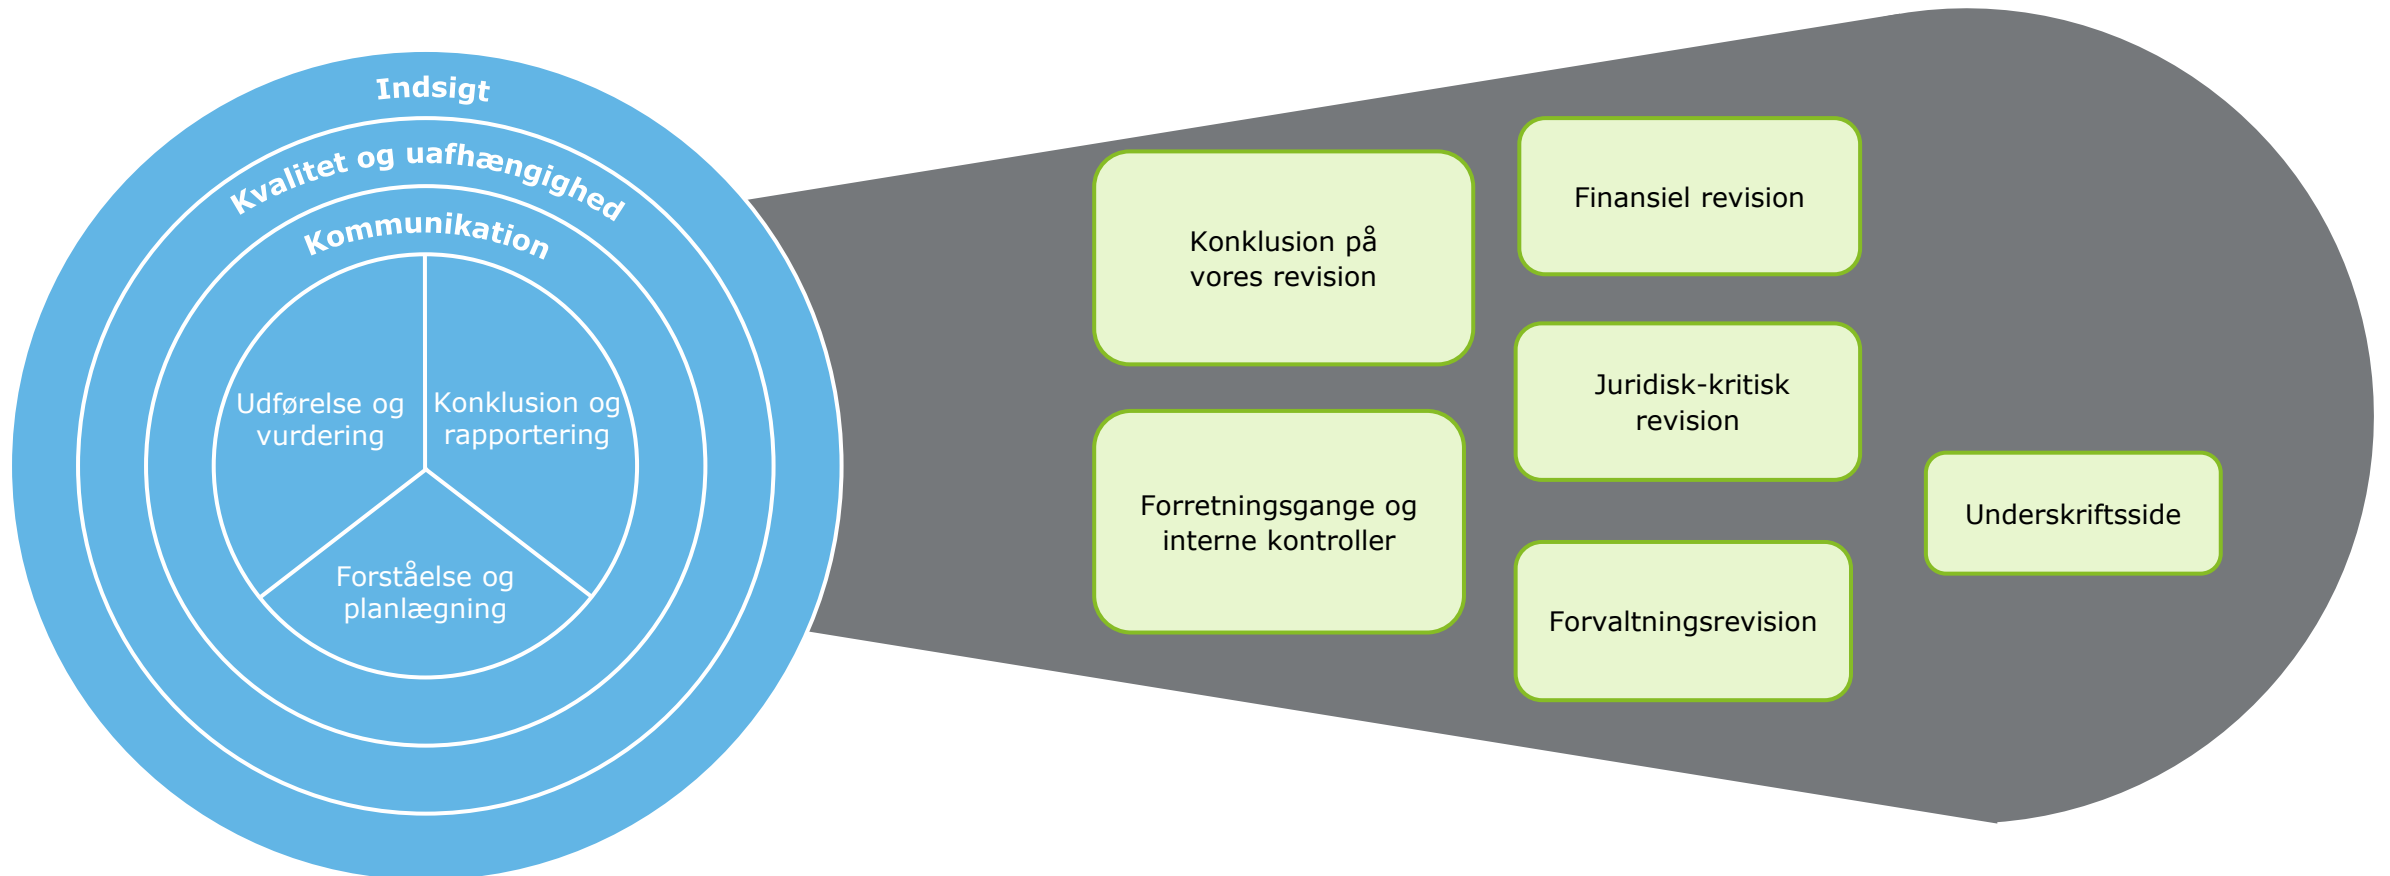 Indsigt
Kvalitet og uafhængighed
Kommunikation
Udførelse og
vurdering
Konklusion og
rapportering
Forståelse og
planlægning
Konklusion på
vores revision
Forretningsgange og
interne kontroller
Finansiel revision
Juridisk-kritisk
revision
Forvaltningsrevision
Underskriftsside